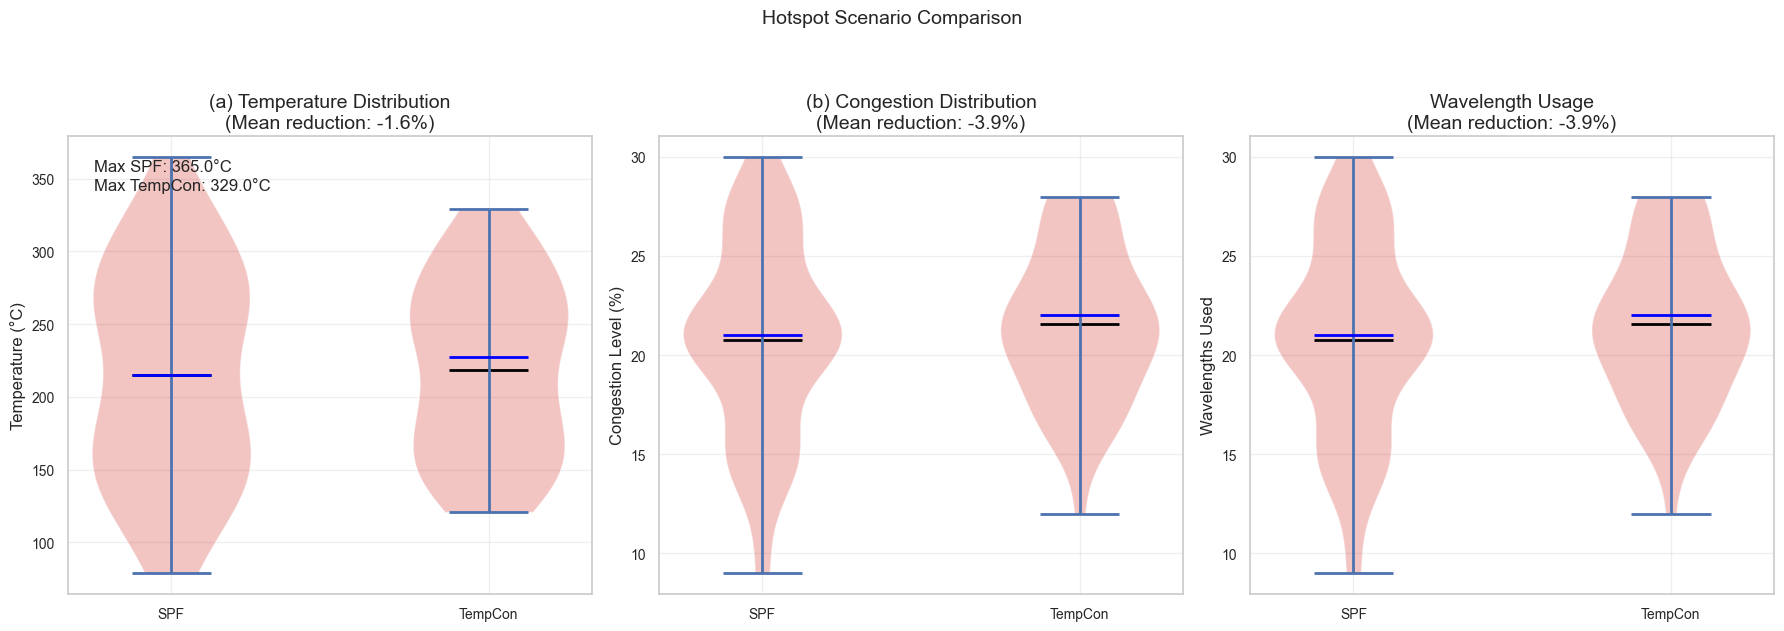 Hotspot Scenario Comparison
(a) Temperature Distribution
(Mean reduction: -1.6%)
Max SPF: 365.0°C
Max TempCon: 329.0°C
Temperature (°C)
350
300
250
200
150
100
SPF
TempCon
(b) Congestion Distribution
(Mean reduction: -3.9%)
Congestion Level (%)
30
25
20
15
10
SPF
TempCon
Wavelength Usage
(Mean reduction: -3.9%)
Wavelengths Used
30
25
20
15
10
SPF
TempCon